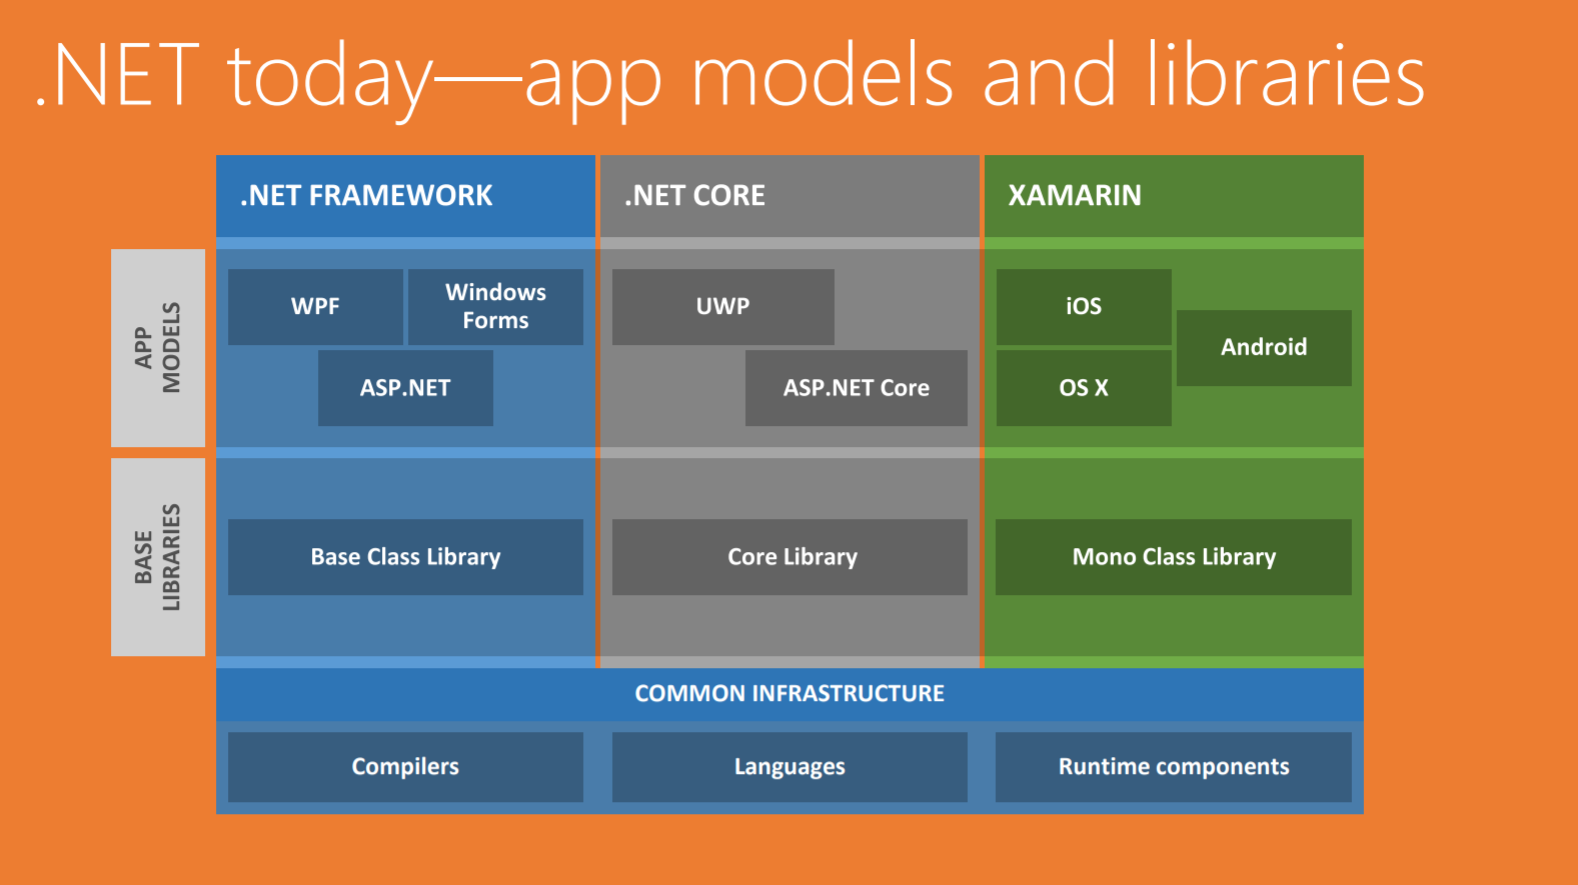 .NET today—app models and libraries
.NET FRAMEWORK
.NET CORE
XAMARIN
APP
MODELS
WPF
Windows
Forms
ASP.NET
UWP
ASP.NET Core
iOS
Android
OS X
BASE
LIBRARIES
Base Class Library
Core Library
Mono Class Library
COMMON INFRASTRUCTURE
Compilers
Languages
Runtime components